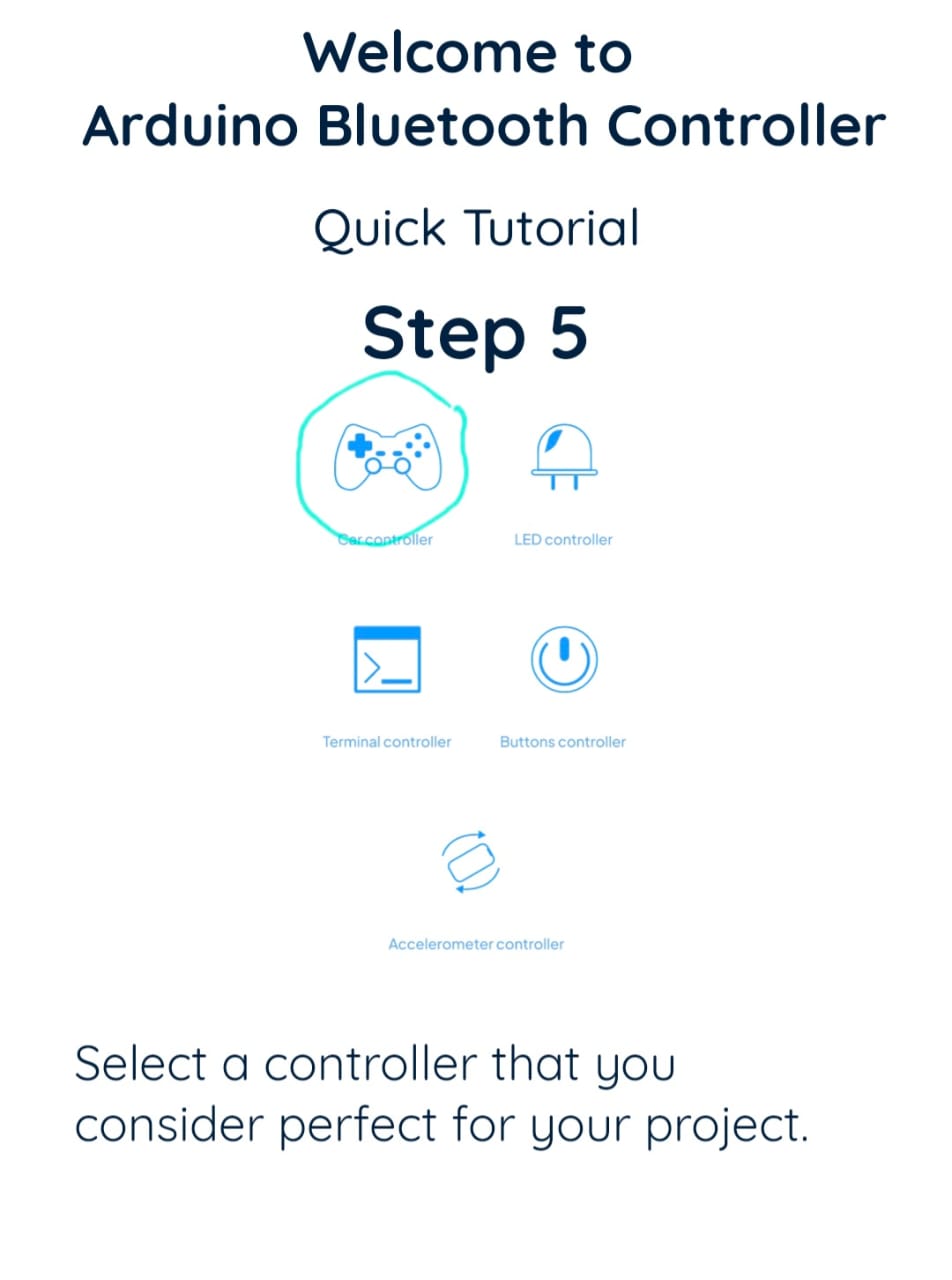 Welcome to
Arduino Bluetooth Controller
Quick Tutorial
Step 5
Car controller
LED controller
Terminal controller
Buttons controller
Accelerometer controller
Select a controller that you
consider perfect for your project.